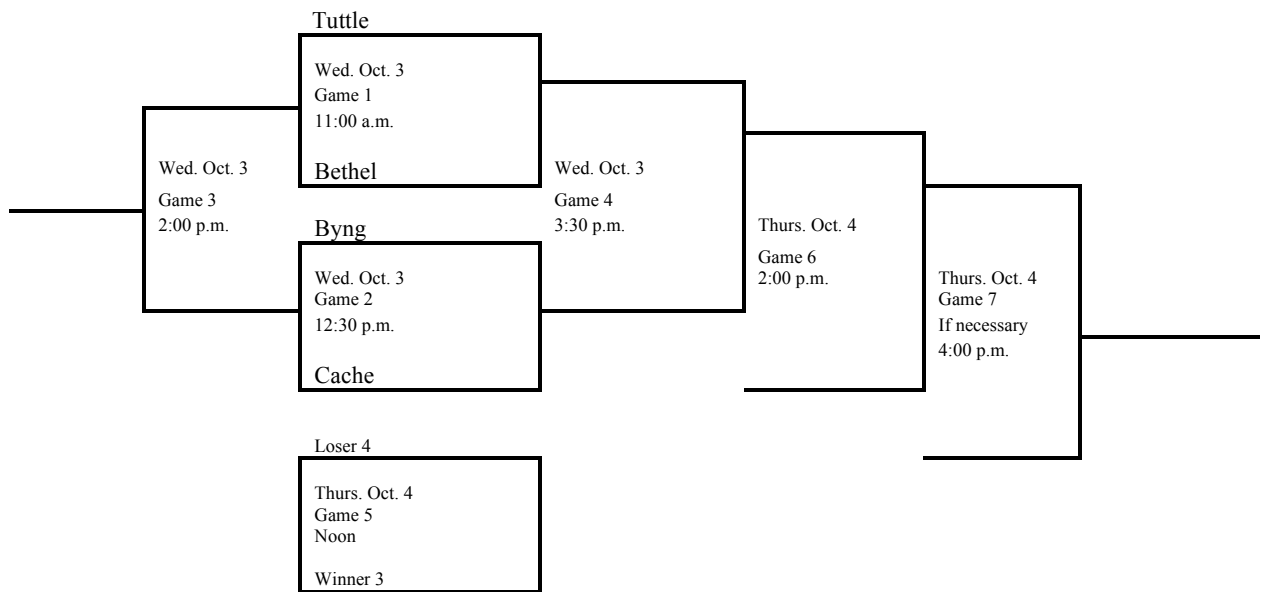 Tuttle
Wed. Oct. 3
Game 1
11:00 a.m.
Bethel
Wed. Oct. 3
Game 3
2:00 p.m.
Wed. Oct. 3
Game 4
3:30 p.m.
Byng
Wed. Oct. 3
Game 2
12:30 p.m.
Cache
Thurs. Oct. 4
Game 6
2:00 p.m.
Thurs. Oct. 4
Game 7
If necessary
4:00 p.m.
Loser 4
Thurs. Oct. 4
Game 5
Noon
Winner 3